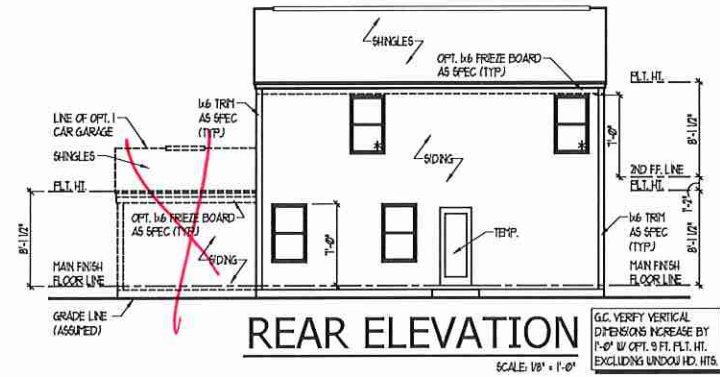 SHINGLES
OPT. 1x6 FRIEZE BOARD
AS SPEC (TYP.)
PLT. HT.
1x6 TRIM
AS SPEC
(TYP.)
LINE OF OPT. 1
CAR GARAGE
SHINGLES
7'-0"
8'-1 1/2"
SIDING
2ND F.F. LINE
PLT. HT.
PLT. HT.
1'-2"
OPT. 1x6 FRIEZE BOARD
AS SPEC (TYP.)
8'-1 1/2"
SIDING
7'-0"
TEMP.
1x6 TRIM
AS SPEC
(TYP.)
8'-1 1/2"
MAIN FINISH
FLOOR LINE
MAIN FINISH
FLOOR LINE
GRADE LINE
(ASSUMED)
REAR ELEVATION
SCALE: 1/8" = 1'-0"
G.C. VERIFY VERTICAL
DIMENSIONS INCREASE BY
1'-0" W/ OPT. 9 FT. PLT. HT.
EXCLUDING WINDOW HD. HTS.